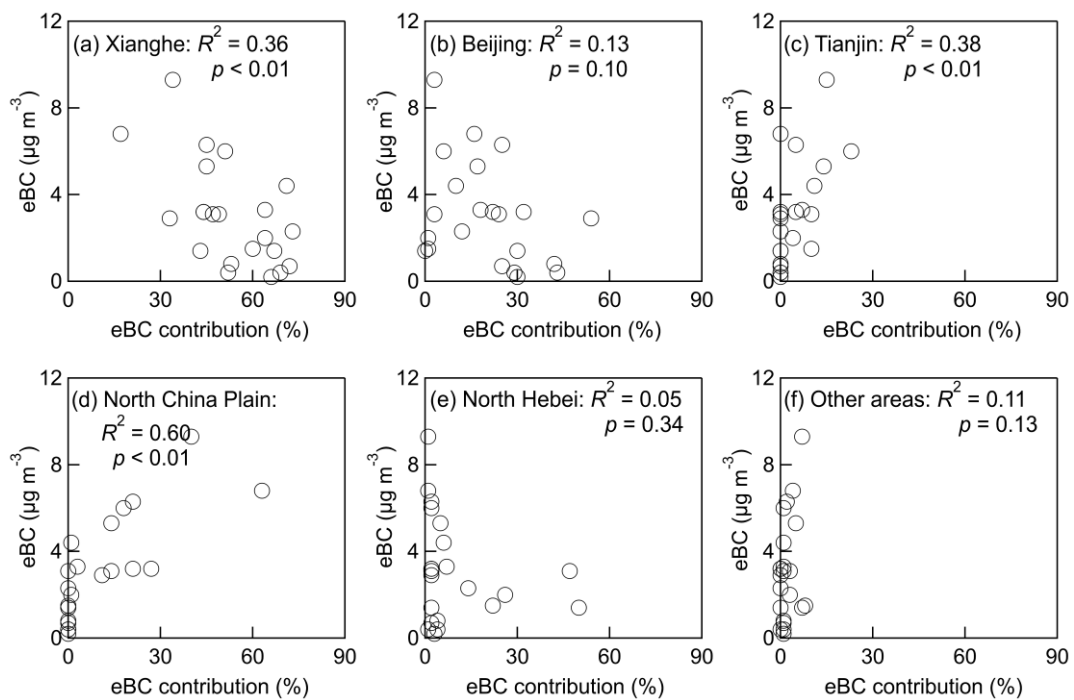 12
(a) Xianghe: R² = 0.36
p < 0.01
8
4
0
eBC (µg m⁻³)
0 30 60 90
eBC contribution (%)
12
(b) Beijing: R² = 0.13
p = 0.10
8
4
0
eBC (µg m⁻³)
0 30 60 90
eBC contribution (%)
12
(c) Tianjin: R² = 0.38
p < 0.01
8
4
0
eBC (µg m⁻³)
0 30 60 90
eBC contribution (%)
12
(d) North China Plain:
R² = 0.60
p < 0.01
8
4
0
eBC (µg m⁻³)
0 30 60 90
eBC contribution (%)
12
(e) North Hebei: R² = 0.05
p = 0.34
8
4
0
eBC (µg m⁻³)
0 30 60 90
eBC contribution (%)
12
(f) Other areas: R² = 0.11
p = 0.13
8
4
0
eBC (µg m⁻³)
0 30 60 90
eBC contribution (%)